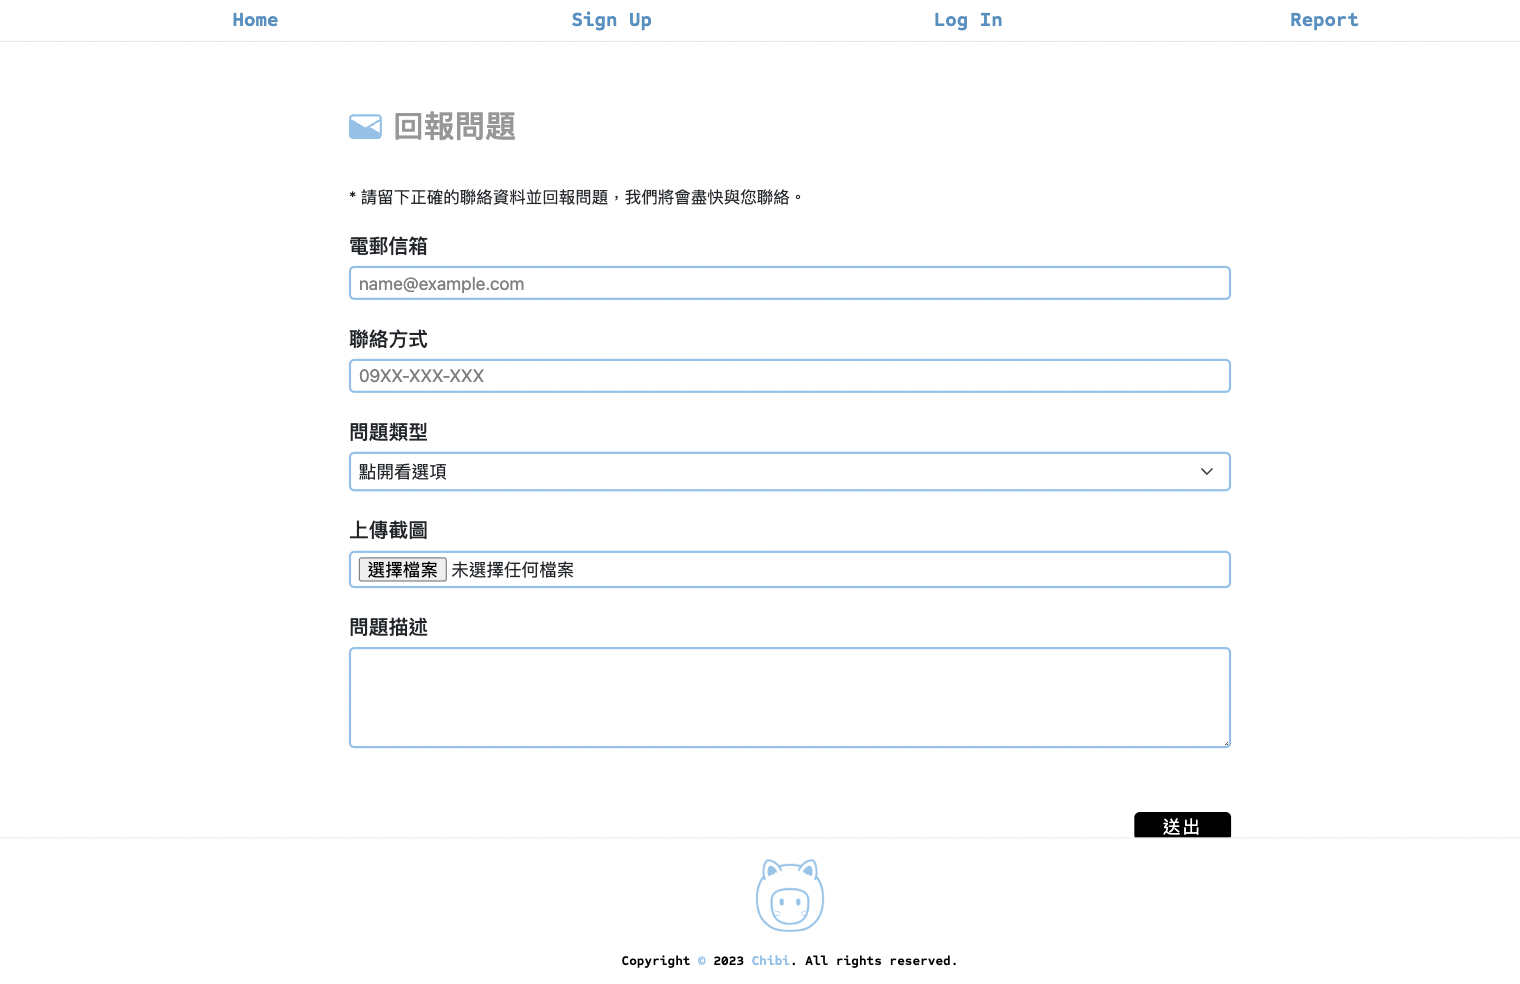 Home Sign Up Log In Report
回報問題
* 請留下正確的聯絡資料並回報問題，我們將會盡快與您聯絡。
電郵信箱
name@example.com
聯絡方式
09XX-XXX-XXX
問題類型
點開看選項
上傳截圖
選擇檔案 未選擇任何檔案
問題描述
送出
Copyright © 2023 Chibi. All rights reserved.